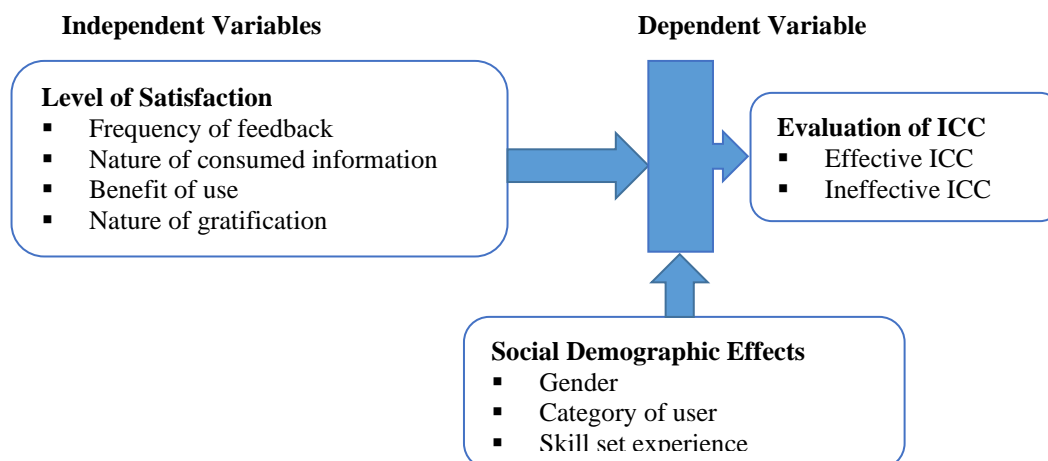 Independent Variables
Dependent Variable
Level of Satisfaction
▪ Frequency of feedback
▪ Nature of consumed information
▪ Benefit of use
▪ Nature of gratification
Evaluation of ICC
▪ Effective ICC
▪ Ineffective ICC
Social Demographic Effects
▪ Gender
▪ Category of user
▪ Skill set experience